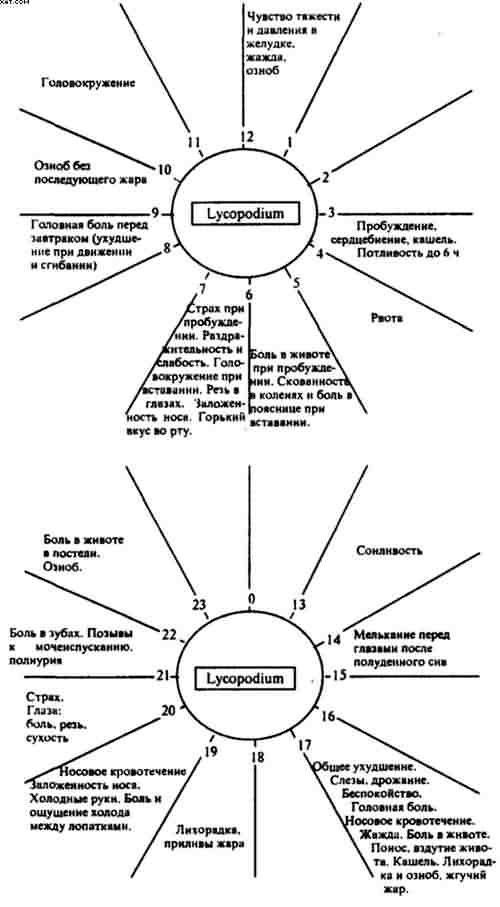 XAT.COM
Чувство тяжести
и давления в
желудке,
жажда,
озноб
Головокружение
11
12
1
Озноб без
последующего жара
10
2
9
Lycopodium
3
Головная боль перед
завтраком (ухудше-
ние при движении
и сгибании)
8
Пробуждение,
сердцебиение, кашель.
Потливость до 6 ч
4
7
6
5
Рвота
Страх при
пробужде-
нии. Раздра-
жительность и
слабость. Голо-
вокружение при
вставании. Резь в
глазах. Заложен-
ность носа. Горький
вкус во рту.
Боль в животе
при пробужде-
нии. Скованность
в коленях и боль в
пояснице при
вставании.
Боль в животе
в постели.
Озноб.
Сонливость
23
0
13
Боль в зубах. Позывы
к мочеиспусканию,
полиурия
22
14
Мелькание перед
глазами после
полуденного сна
21
Lycopodium
15
Страх.
Глаза:
боль, резь,
сухость
20
16
19
18
17
Носовое кровотечение
Заложенность носа.
Холодные руки. Боль и
ощущение холода
между лопатками.
Лихорадка,
приливы жара
Общее ухудшение.
Слезы, дрожание.
Беспокойство.
Головная боль.
Носовое кровотечение.
Жажда. Боль в животе.
Понос, вздутие живо-
та. Кашель. Лихорад-
ка и озноб, жгучий
жар.